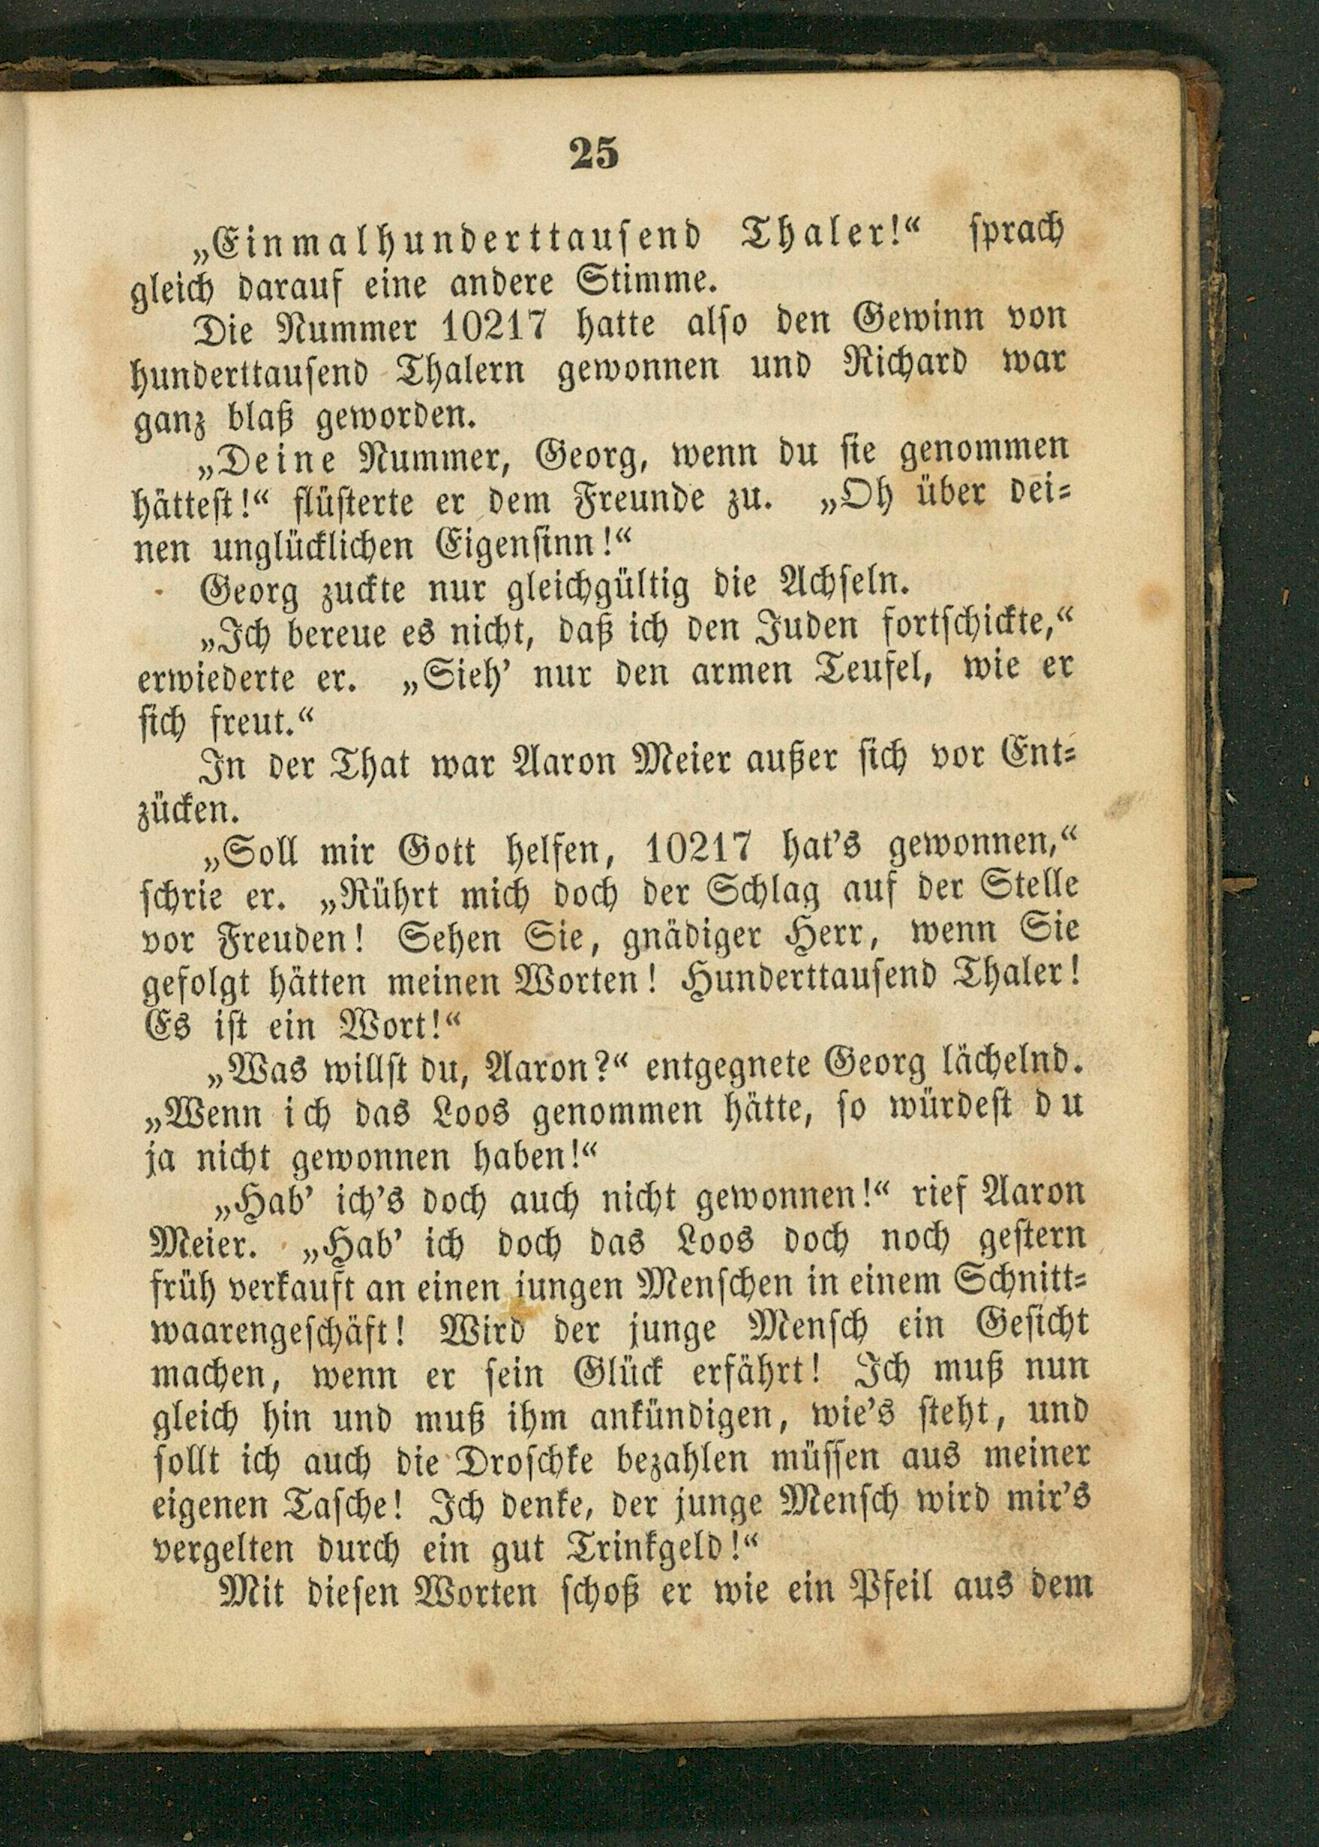 25
„Einmalhunderttausend Thaler!“ sprach
gleich darauf eine andere Stimme.
Die Nummer 10217 hatte also den Gewinn von
hunderttausend Thalern gewonnen und Richard war
ganz blaß geworden.
„Deine Nummer, Georg, wenn du sie genommen
hättest!“ flüsterte er dem Freunde zu. „Oh über dei-
nen unglücklichen Eigensinn!“
Georg zuckte nur gleichgültig die Achseln.
„Ich bereue es nicht, daß ich den Juden fortschickte,“
erwiederte er. „Sieh' nur den armen Teufel, wie er
sich freut.“
In der That war Aaron Meier außer sich vor Ent-
zücken.
„Soll mir Gott helfen, 10217 hat's gewonnen,“
schrie er. „Rührt mich doch der Schlag auf der Stelle
vor Freuden! Sehen Sie, gnädiger Herr, wenn Sie
gefolgt hätten meinen Worten! Hunderttausend Thaler!
Es ist ein Wort!“
„Was willst du, Aaron?“ entgegnete Georg lächelnd.
„Wenn ich das Loos genommen hätte, so würdest du
ja nicht gewonnen haben!“
„Hab' ich's doch auch nicht gewonnen!“ rief Aaron
Meier. „Hab' ich doch das Loos doch noch gestern
früh verkauft an einen jungen Menschen in einem Schnitt-
waarengeschäft! Wird der junge Mensch ein Gesicht
machen, wenn er sein Glück erfährt! Ich muß nun
gleich hin und muß ihm ankündigen, wie's steht, und
sollt ich auch die Droschke bezahlen müssen aus meiner
eigenen Tasche! Ich denke, der junge Mensch wird mir's
vergelten durch ein gut Trinkgeld!“
Mit diesen Worten schoß er wie ein Pfeil aus dem